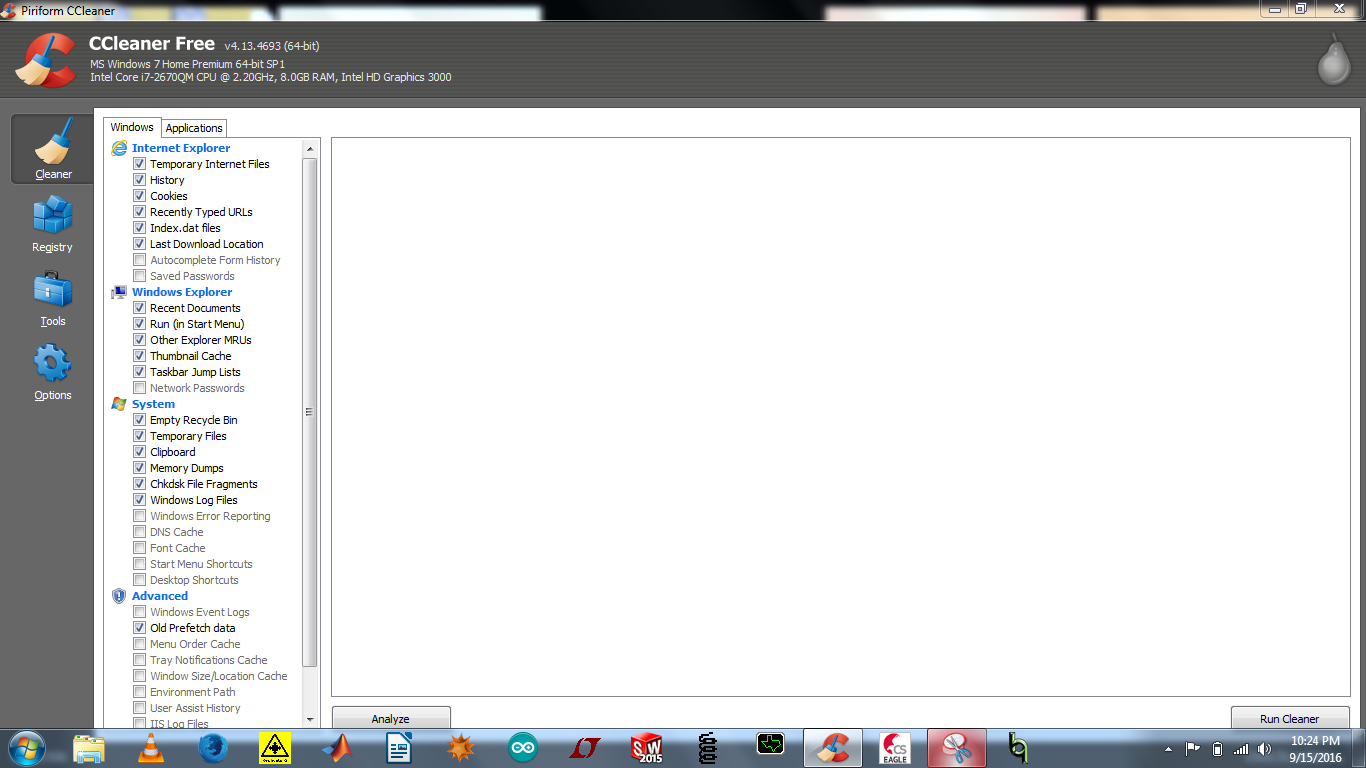 Piriform CCleaner
CCleaner Free v4.13.4693 (64-bit)
MS Windows 7 Home Premium 64-bit SP1
Intel Core i7-2670QM CPU @ 2.20GHz, 8.0GB RAM, Intel HD Graphics 3000
Cleaner
Registry
Tools
Options
Windows Applications
Internet Explorer
Temporary Internet Files
History
Cookies
Recently Typed URLs
Index.dat files
Last Download Location
Autocomplete Form History
Saved Passwords
Windows Explorer
Recent Documents
Run (in Start Menu)
Other Explorer MRUs
Thumbnail Cache
Taskbar Jump Lists
Network Passwords
System
Empty Recycle Bin
Temporary Files
Clipboard
Memory Dumps
Chkdsk File Fragments
Windows Log Files
Windows Error Reporting
DNS Cache
Font Cache
Start Menu Shortcuts
Desktop Shortcuts
Advanced
Windows Event Logs
Old Prefetch data
Menu Order Cache
Tray Notifications Cache
Window Size/Location Cache
Environment Path
User Assist History
IIS Log Files
Analyze
Run Cleaner
SW
2015
CS
EAGLE
10:24 PM
9/15/2016